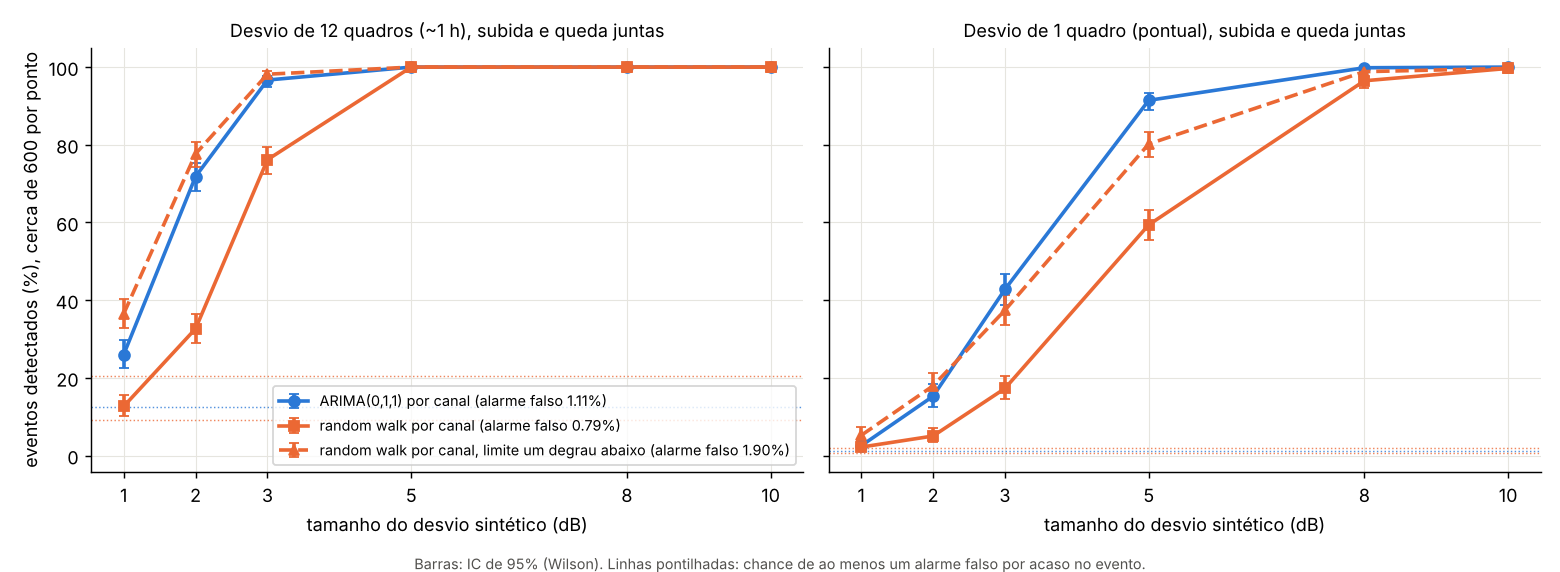 Desvio de 12 quadros (~1 h), subida e queda juntas
eventos detectados (%), cerca de 600 por ponto
100
80
60
40
20
0
ARIMA(0,1,1) por canal (alarme falso 1.11%)
random walk por canal (alarme falso 0.79%)
random walk por canal, limite um degrau abaixo (alarme falso 1.90%)
1 2 3 5 8 10
tamanho do desvio sintético (dB)
Desvio de 1 quadro (pontual), subida e queda juntas
1 2 3 5 8 10
tamanho do desvio sintético (dB)
Barras: IC de 95% (Wilson). Linhas pontilhadas: chance de ao menos um alarme falso por acaso no evento.